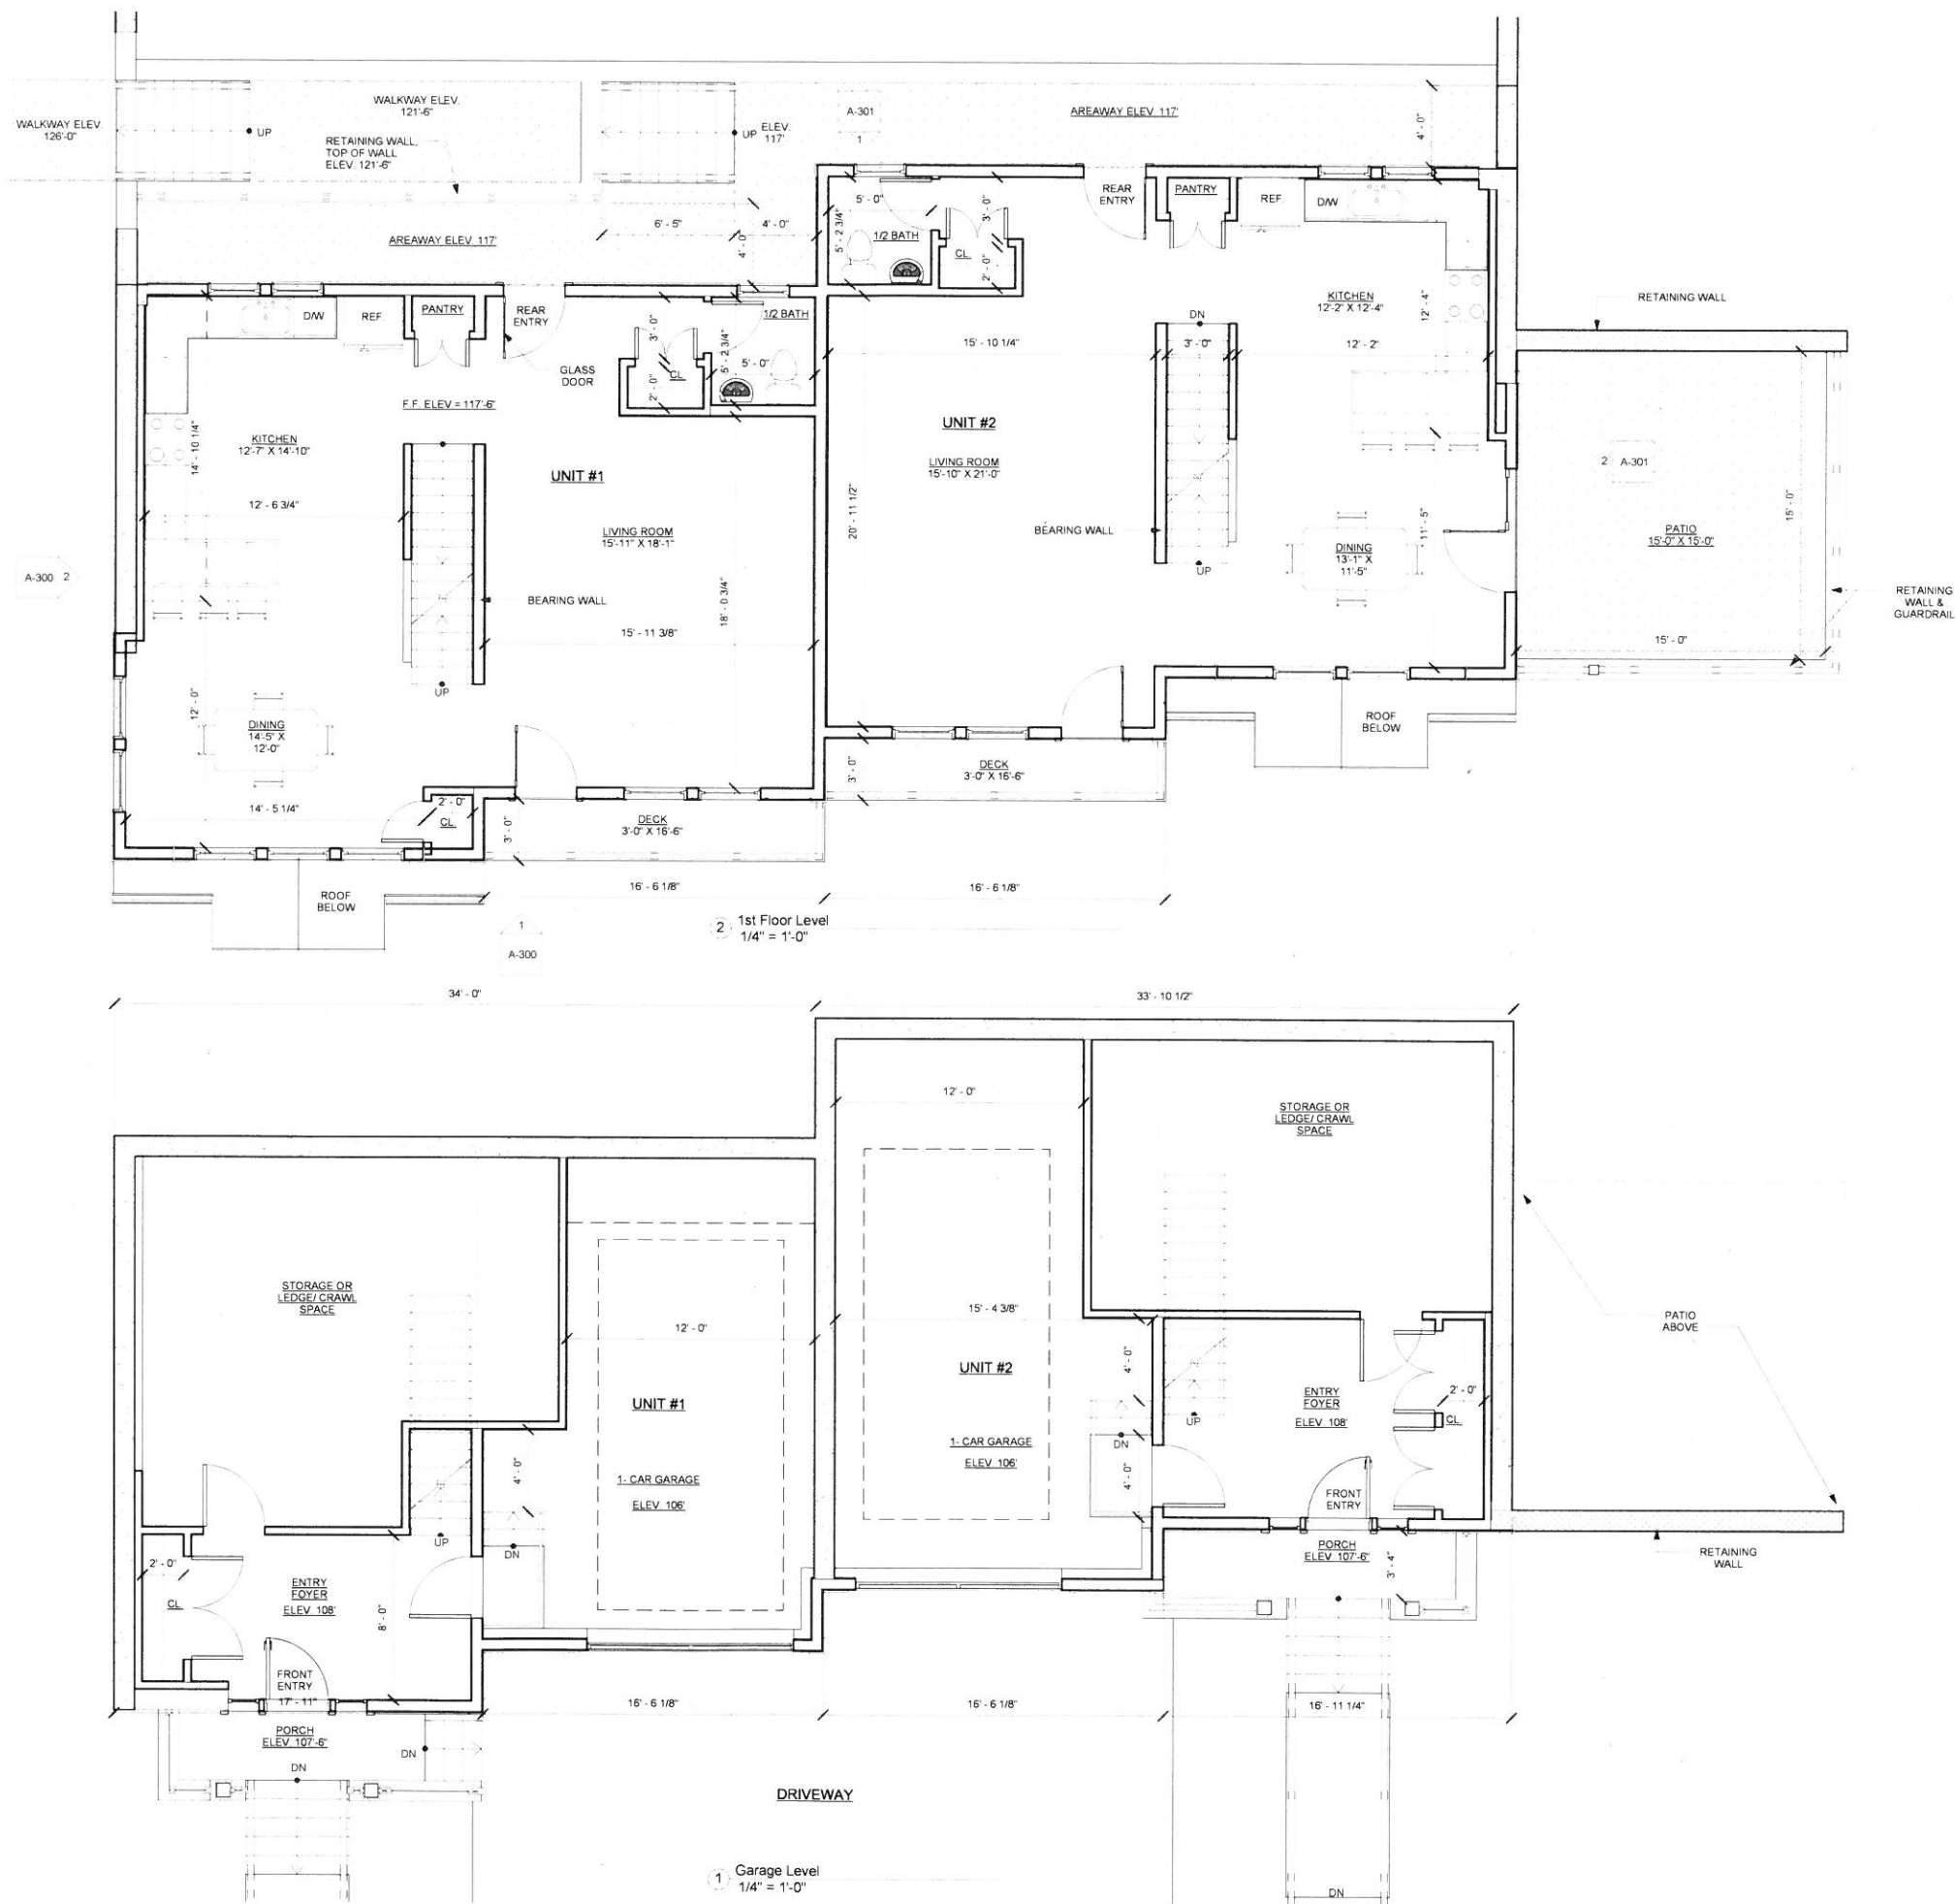 WALKWAY ELEV.
126'-0"
UP
WALKWAY ELEV.
121'-6"
RETAINING WALL,
TOP OF WALL
ELEV. 121'-6"
UP
ELEV.
117'
A-301
1
AREAWAY ELEV. 117'
4' - 0"
AREAWAY ELEV. 117'
6' - 5"
4' - 0"
4' - 0"
5' - 0"
5' - 2 3/4"
1/2 BATH
3' - 0"
CL.
2' - 0"
REAR
ENTRY
PANTRY
REF.
D/W
KITCHEN
12'-2" X 12'-4"
12' - 4"
RETAINING WALL
D/W
REF.
PANTRY
REAR
ENTRY
GLASS
DOOR
3' - 0"
CL.
2' - 0"
1/2 BATH
5' - 2 3/4"
5' - 0"
15' - 10 1/4"
DN
3' - 0"
12' - 2"
F.F. ELEV = 117'-6"
KITCHEN
12'-7" X 14'-10"
14' - 10 1/4"
12' - 6 3/4"
UNIT #1
LIVING ROOM
15'-11" X 18'-1"
BEARING WALL
18' - 0 3/4"
15' - 11 3/8"
UP
UNIT #2
LIVING ROOM
15'-10" X 21'-0"
20' - 11 1/2"
BEARING WALL
UP
DINING
13'-1" X
11'-5"
11' - 5"
2
A-301
PATIO
15'-0" X 15'-0"
15' - 0"
15' - 0"
RETAINING
WALL &
GUARDRAIL
A-300
2
DINING
14'-5" X
12'-0"
12' - 0"
14' - 5 1/4"
2' - 0"
CL.
3' - 0"
DECK
3'-0" X 16'-6"
3' - 0"
DECK
3'-0" X 16'-6"
ROOF
BELOW
ROOF
BELOW
16' - 6 1/8"
16' - 6 1/8"
1
A-300
2
1st Floor Level
1/4" = 1'-0"
34' - 0"
33' - 10 1/2"
12' - 0"
STORAGE OR
LEDGE/ CRAWL
SPACE
STORAGE OR
LEDGE/ CRAWL
SPACE
12' - 0"
UNIT #1
1- CAR GARAGE
ELEV. 106'
4' - 0"
DN
UP
15' - 4 3/8"
UNIT #2
1- CAR GARAGE
ELEV. 106'
4' - 0"
DN
4' - 0"
UP
ENTRY
FOYER
ELEV. 108'
2' - 0"
CL.
FRONT
ENTRY
PATIO
ABOVE
RETAINING
WALL
PORCH
ELEV 107'-6"
3' - 4"
2' - 0"
CL.
ENTRY
FOYER
ELEV. 108'
8' - 0"
FRONT
ENTRY
17' - 11"
16' - 6 1/8"
16' - 6 1/8"
16' - 11 1/4"
PORCH
ELEV. 107'-6"
DN
DN
DRIVEWAY
1
Garage Level
1/4" = 1'-0"
DN